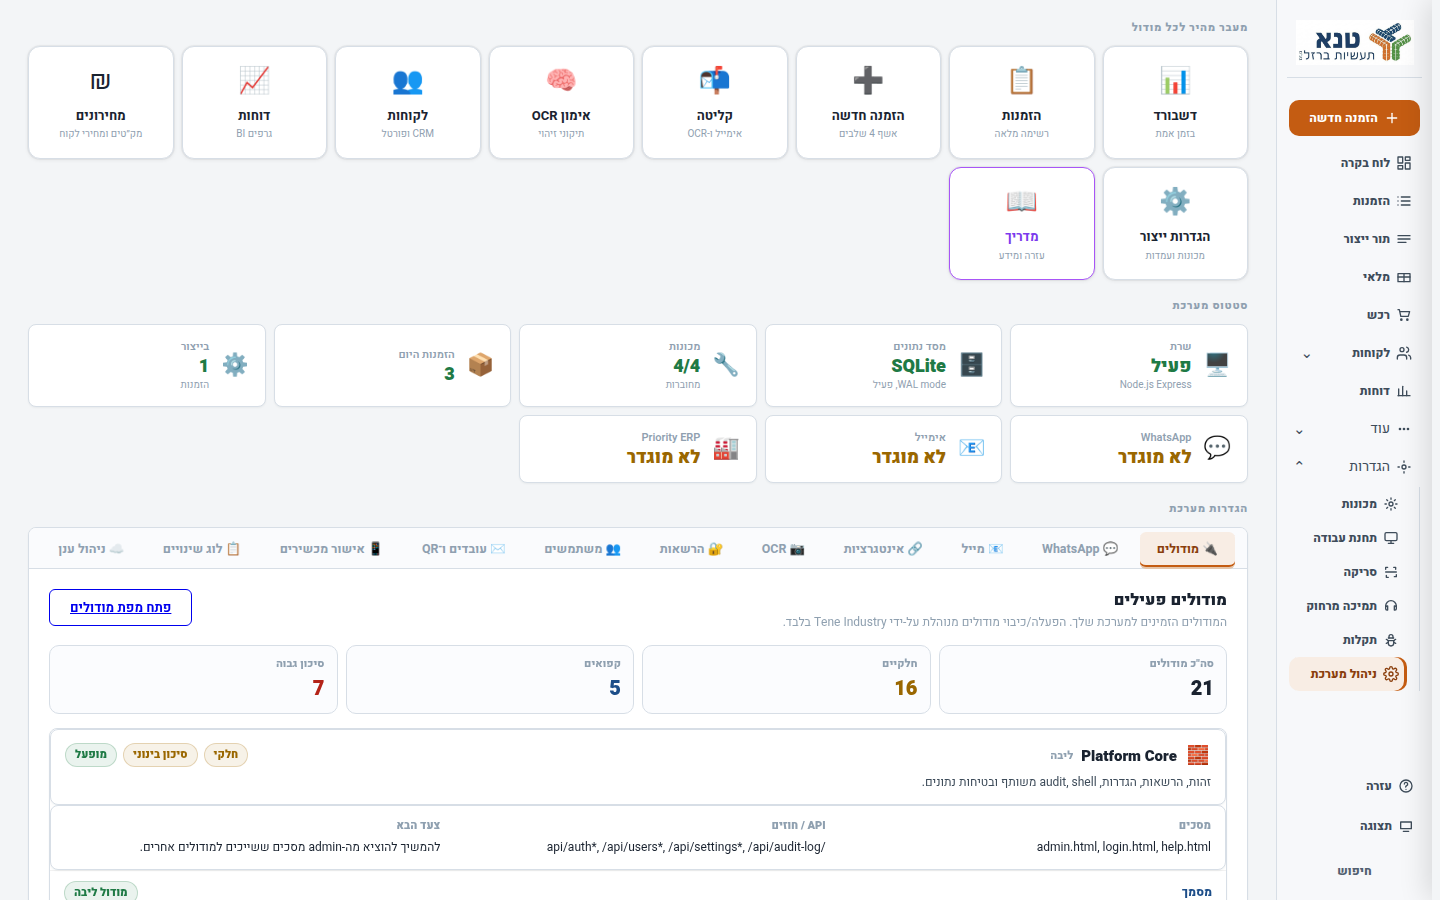 טנא
תעשיות ברזל
הזמנה חדשה
לוח בקרה
הזמנות
תור ייצור
מלאי
רכש
לקוחות
דוחות
עוד
הגדרות
מכונות
תחנת עבודה
סריקה
תמיכה מרחוק
תקלות
ניהול מערכת
עזרה
תצוגה
חיפוש
מעבר מהיר לכל מודול
דשבורד
בזמן אמת
הזמנות
רשימה מלאה
הזמנה חדשה
אשף 4 שלבים
קליטה
אימייל ו-OCR
אימון OCR
תיקוני זיהוי
לקוחות
CRM ופורטל
דוחות
גרפים BI
₪
מחירונים
מק"טים ומחירי לקוח
הגדרות ייצור
מכונות ועמדות
מדריך
עזרה ומידע
סטטוס מערכת
שרת
פעיל
Node.js Express
מסד נתונים
SQLite
WAL mode, פעיל
מכונות
4/4
מחוברות
הזמנות היום
3
בייצור
1
הזמנות
WhatsApp
לא מוגדר
אימייל
לא מוגדר
Priority ERP
לא מוגדר
הגדרות מערכת
מודולים
WhatsApp
מייל
אינטגרציות
OCR
הרשאות
משתמשים
עובדים ו־QR
אישור מכשירים
לוג שינויים
ניהול ענן
מודולים פעילים
המודולים הזמינים למערכת שלך. הפעלה/כיבוי מודולים מנוהלת על-ידי Tene Industry בלבד.
פתח מפת מודולים
סה"כ מודולים
21
חלקיים
16
קפואים
5
סיכון גבוה
7
Platform Core ליבה
חלקי
סיכון בינוני
מופעל
זהות, הרשאות, הגדרות, audit, shell משותף ובטיחות נתונים.
מסכים
admin.html, login.html, help.html
API / חוזים
api/auth*, /api/users*, /api/settings*, /api/audit-log/
צעד הבא
להמשיך להוציא מה-admin מסכים ששייכים למודולים אחרים.
מסמך
מודול ליבה